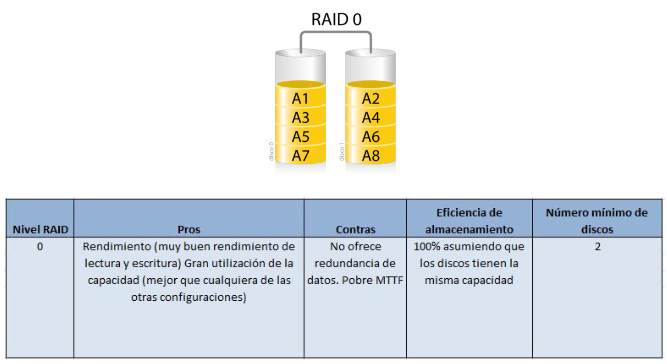 RAID 0
A1
A2
A3
A4
A5
A6
A7
A8
disco 0
disco 1
Nivel RAID
Pros
Contras
Eficiencia de
almacenamiento
Número mínimo de
discos
0
Rendimiento (muy buen rendimiento de
lectura y escritura) Gran utilización de la
capacidad (mejor que cualquiera de las
otras configuraciones)
No ofrece
redundancia de
datos. Pobre MTTF
100% asumiendo que
los discos tienen la
misma capacidad
2